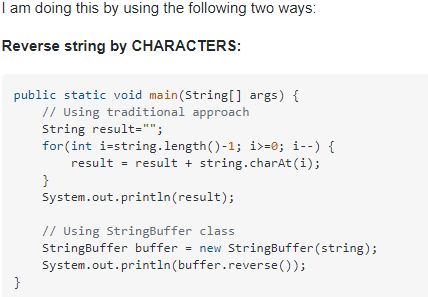 I am doing this by using the following two ways:
Reverse string by CHARACTERS:
public static void main(String[] args) {
    // Using traditional approach
    String result="";
    for(int i=string.length()-1; i>=0; i--) {
        result = result + string.charAt(i);
    }
    System.out.println(result);

    // Using StringBuffer class
    StringBuffer buffer = new StringBuffer(string);
    System.out.println(buffer.reverse());
}